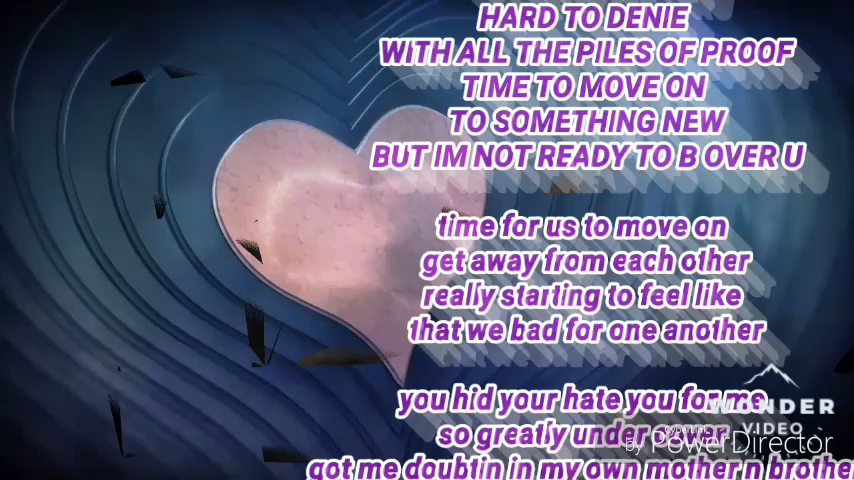 HARD TO DENIE
WITH ALL THE PILES OF PROOF
TIME TO MOVE ON
TO SOMETHING NEW
BUT IM NOT READY TO B OVER U
time for us to move on
get away from each other
really starting to feel like
that we bad for one another
you hid your hate you for me
so greatly under
got me doubtin in my own mother n brothe
WONDER
VIDEO
CyberLink
by PowerDirector